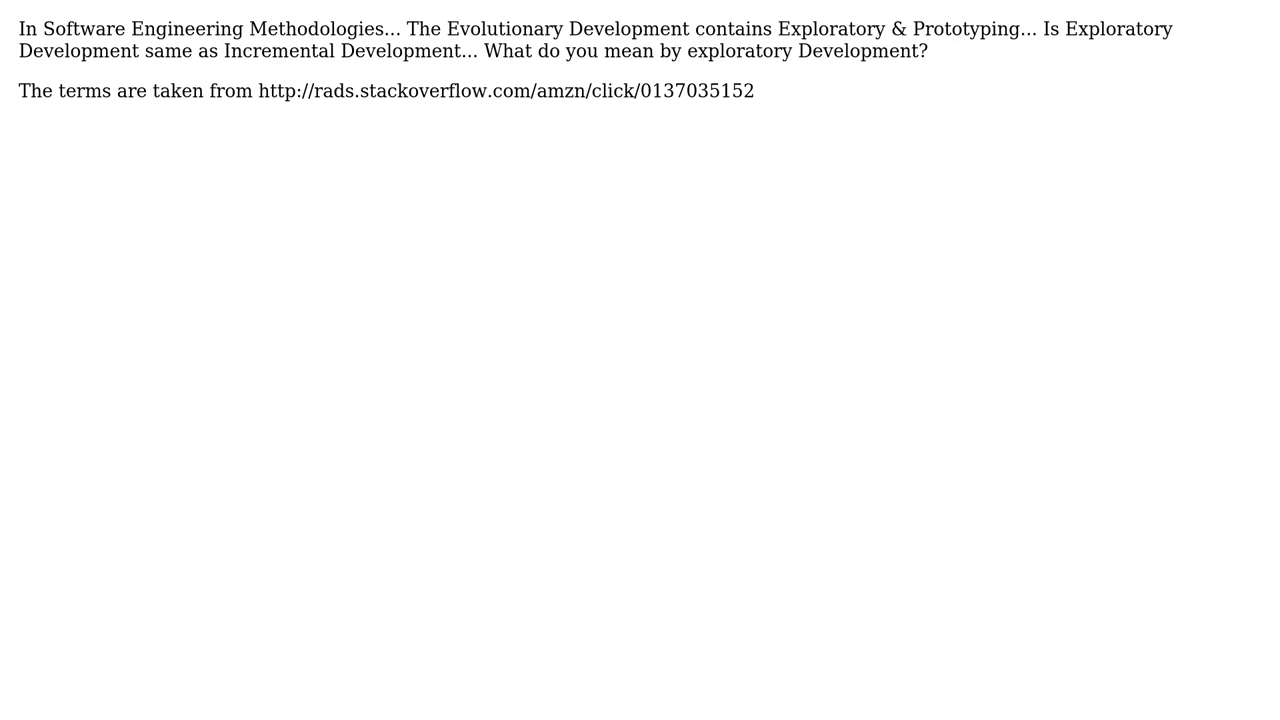 In Software Engineering Methodologies... The Evolutionary Development contains Exploratory & Prototyping... Is Exploratory
Development same as Incremental Development... What do you mean by exploratory Development?
The terms are taken from http://rads.stackoverflow.com/amzn/click/0137035152